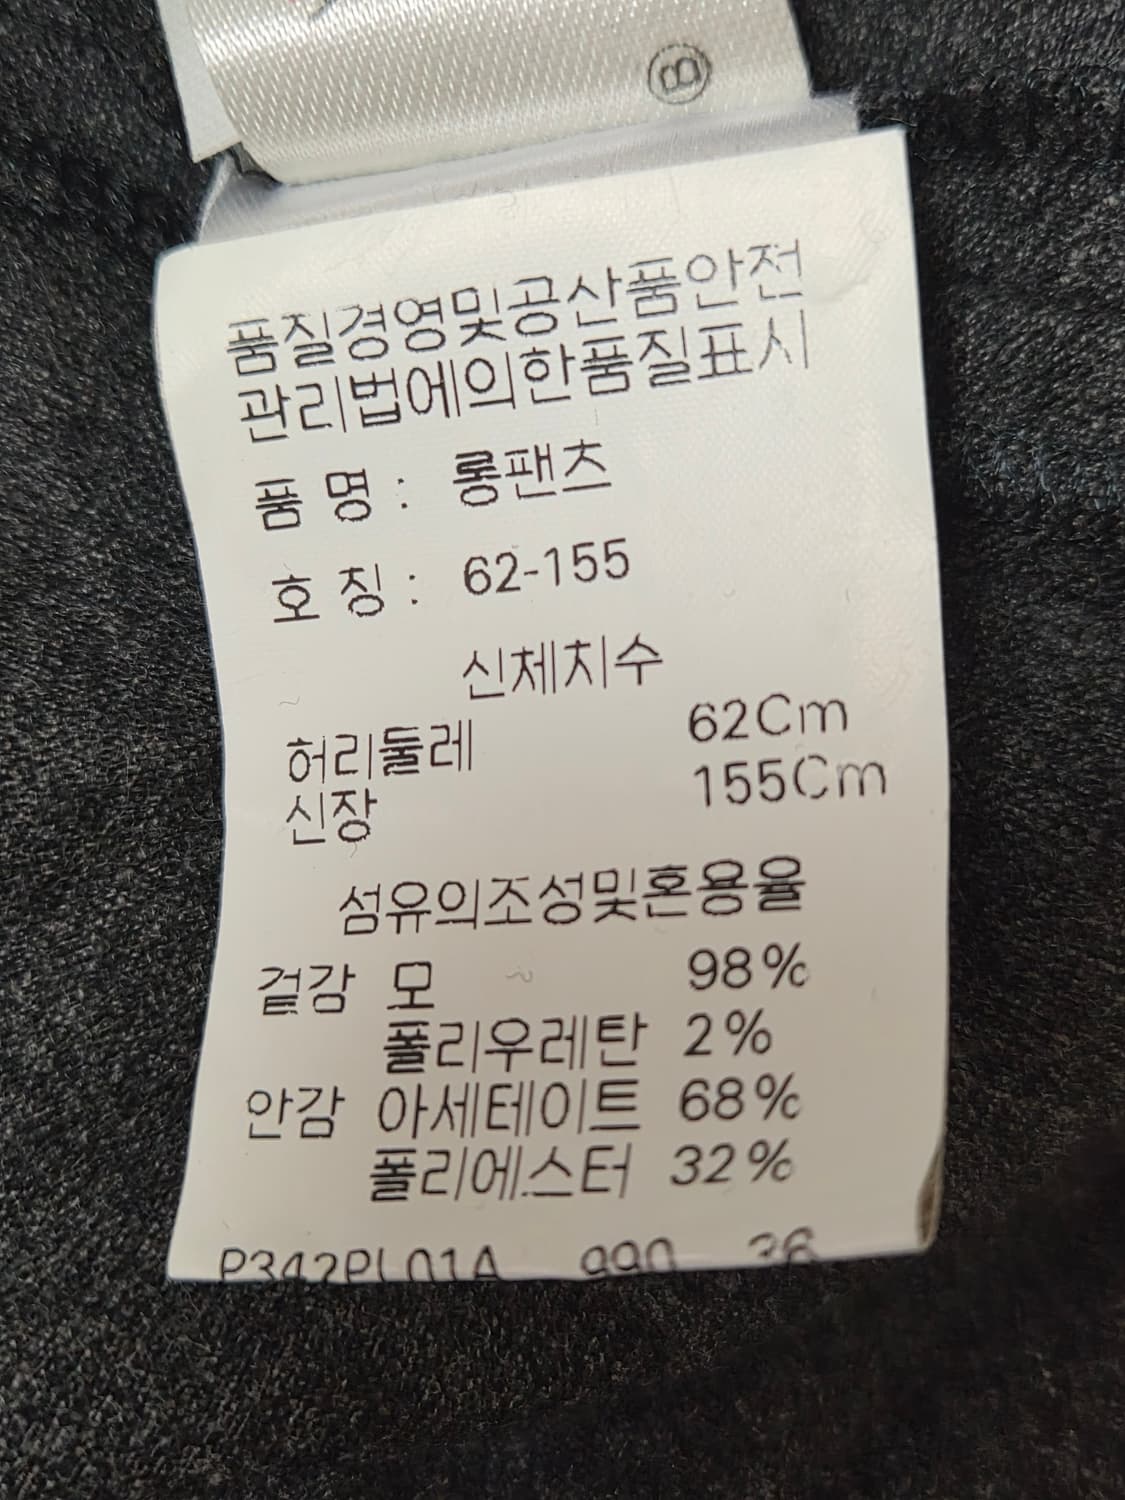 B
품질경영및공산품안전
관리법에의한품질표시
품 명 : 롱팬츠
호 칭 : 62-155
신체치수
허리둘레 62Cm
신장 155Cm
섬유의조성및혼용율
겉감 모 98%
폴리우레탄 2%
안감 아세테이트 68%
폴리에스터 32%
P342PL01A 990 36